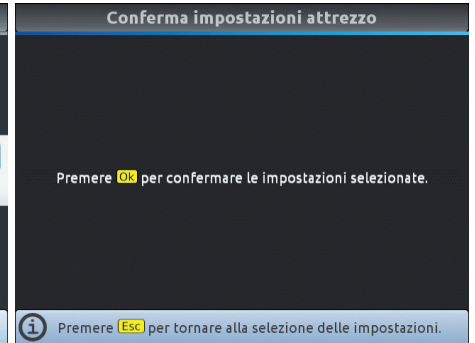 Conferma impostazioni attrezzo
Premere Ok per confermare le impostazioni selezionate.
Premere Esc per tornare alla selezione delle impostazioni.